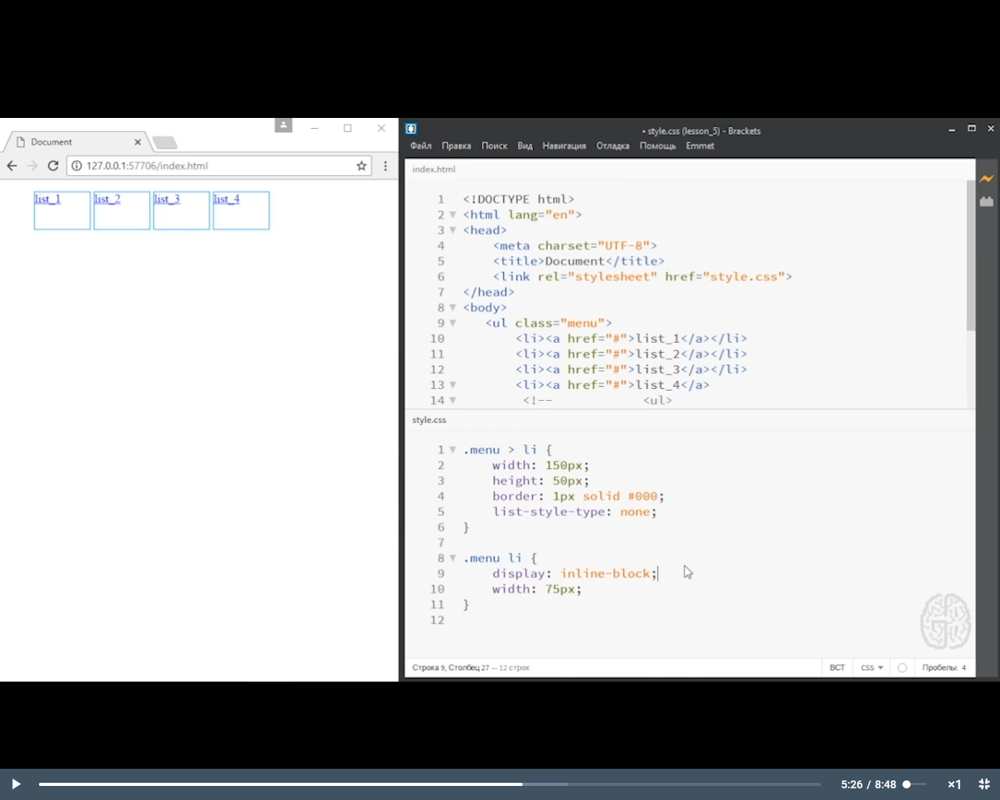 Document
127.0.0.1:57706/index.html
list_1 list_2 list_3 list_4
• style.css (lesson_5) - Brackets
Файл Правка Поиск Вид Навигация Отладка Помощь Emmet
index.html
1 <!DOCTYPE html>
2 <html lang="en">
3 <head>
4 <meta charset="UTF-8">
5 <title>Document</title>
6 <link rel="stylesheet" href="style.css">
7 </head>
8 <body>
9 <ul class="menu">
10 <li><a href="#">list_1</a></li>
11 <li><a href="#">list_2</a></li>
12 <li><a href="#">list_3</a></li>
13 <li><a href="#">list_4</a>
14 <!-- <ul>
style.css
1 .menu > li {
2 width: 150px;
3 height: 50px;
4 border: 1px solid #000;
5 list-style-type: none;
6 }
7
8 .menu li {
9 display: inline-block;
10 width: 75px;
11 }
12
Строка 9, Столбец 27 — 12 строк
ВСТ CSS Пробелы: 4
5:26 / 8:48 ×1